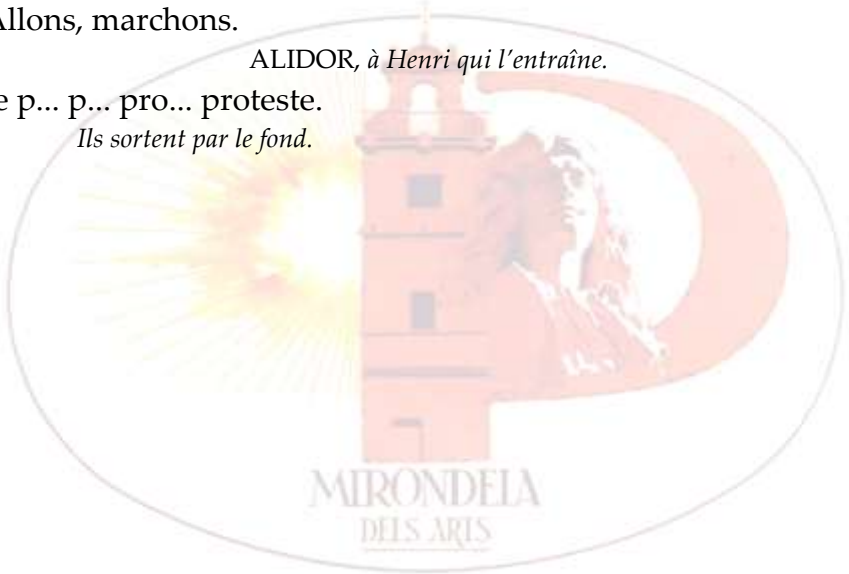 Allons, marchons.
ALIDOR, à Henri qui l'entraîne.
e p... p... pro... proteste.
Ils sortent par le fond.
MIRONDELA
DELS ARTS